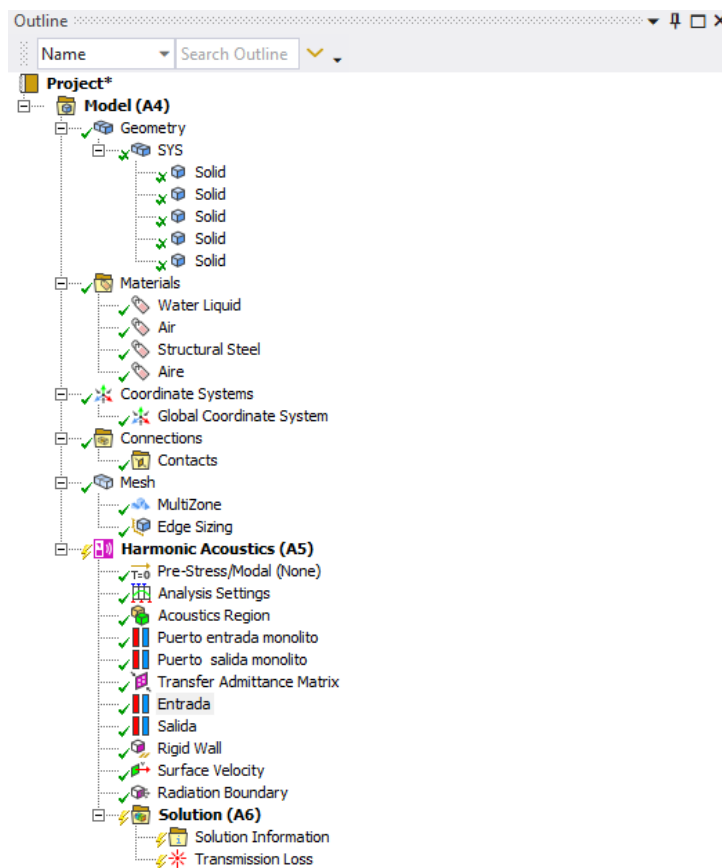 Outline
Name Search Outline
Project*
Model (A4)
Geometry
SYS
Solid
Solid
Solid
Solid
Solid
Materials
Water Liquid
Air
Structural Steel
Aire
Coordinate Systems
Global Coordinate System
Connections
Contacts
Mesh
MultiZone
Edge Sizing
Harmonic Acoustics (A5)
T=0 Pre-Stress/Modal (None)
Analysis Settings
Acoustics Region
Puerto entrada monolito
Puerto  salida monolito
Transfer Admittance Matrix
Entrada
Salida
Rigid Wall
Surface Velocity
Radiation Boundary
Solution (A6)
Solution Information
Transmission Loss